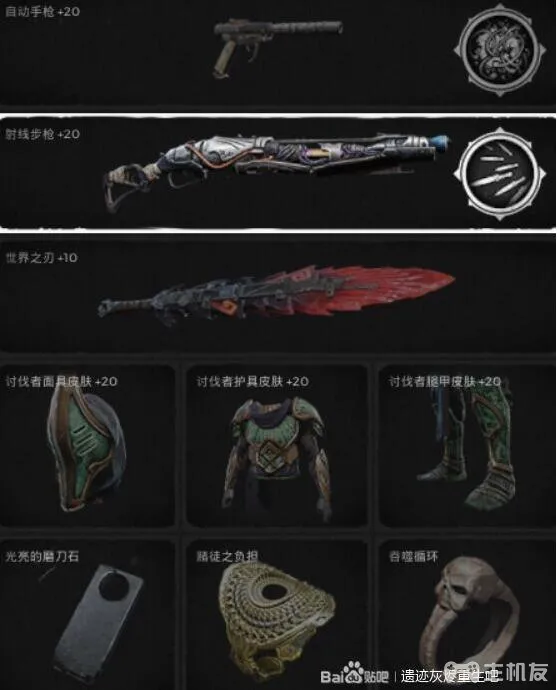 自动手枪 +20
射线步枪 +20
世界之刃 +10
讨伐者面具皮肤 +20
讨伐者护具皮肤 +20
讨伐者腿甲皮肤 +20
光亮的磨刀石
赌徒之负担
吞噬循环
Bai 贴吧 | 遗迹灰烬重生吧
主机友